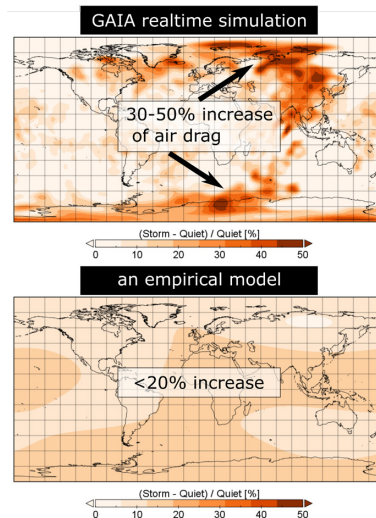 GAIA realtime simulation
30-50% increase
of air drag
(Storm - Quiet) / Quiet [%]
0 10 20 30 40 50
an empirical model
<20% increase
(Storm - Quiet) / Quiet [%]
0 10 20 30 40 50